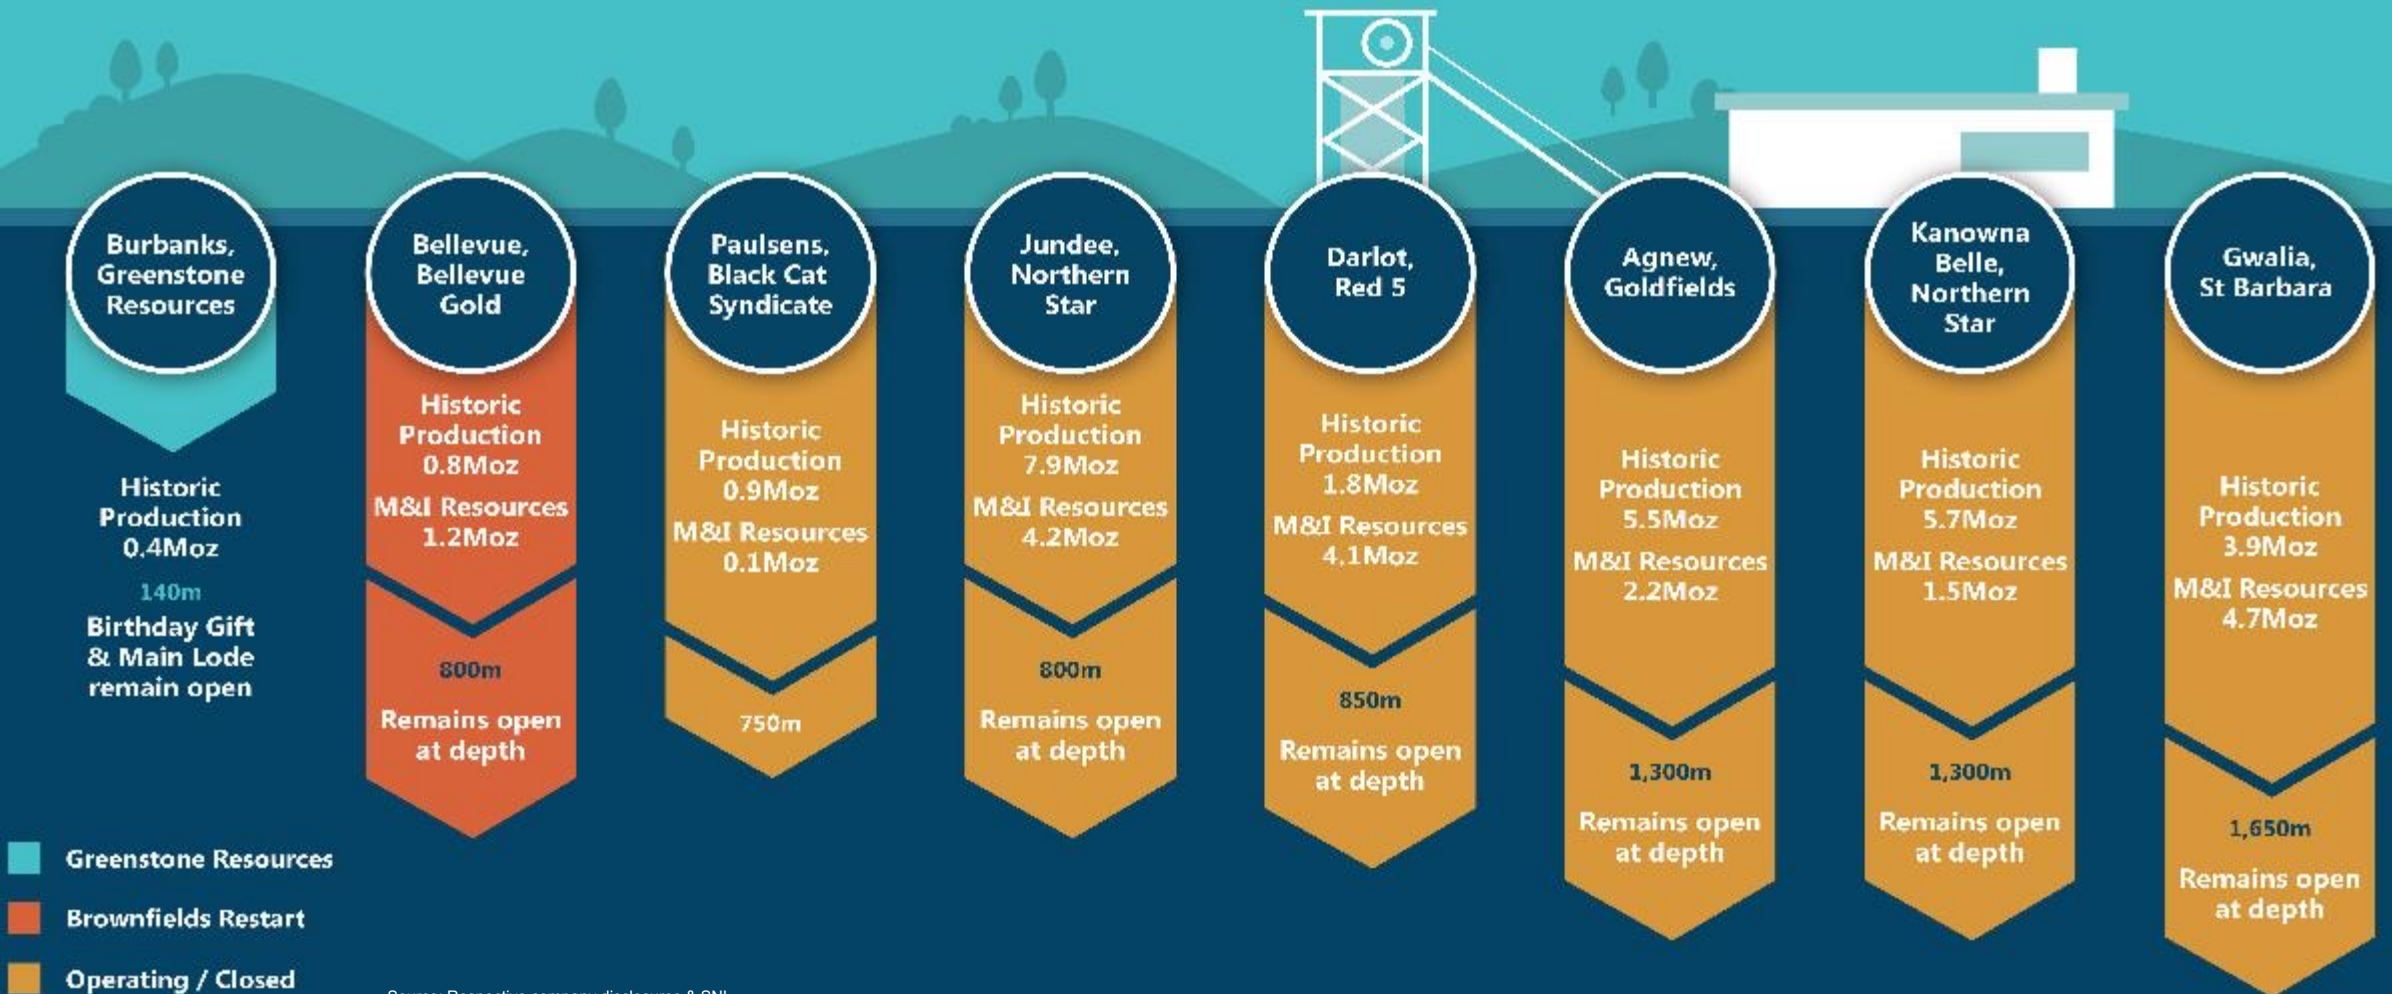 Burbanks,
Greenstone
Resources
Historic
Production
0.4Moz
140m
Birthday Gift
& Main Lode
remain open
Bellevue,
Bellevue
Gold
Historic
Production
0.8Moz
M&I Resources
1.2Moz
800m
Remains open
at depth
Paulsens,
Black Cat
Syndicate
Historic
Production
0.9Moz
M&I Resources
0.1Moz
750m
Jundee,
Northern
Star
Historic
Production
7.9Moz
M&I Resources
4.2Moz
800m
Remains open
at depth
Darlot,
Red 5
Historic
Production
1.8Moz
M&I Resources
4.1Moz
850m
Remains open
at depth
Agnew,
Goldfields
Historic
Production
5.5Moz
M&I Resources
2.2Moz
1,300m
Remains open
at depth
Kanowna
Belle,
Northern
Star
Historic
Production
5.7Moz
M&I Resources
1.5Moz
1,300m
Remains open
at depth
Gwalia,
St Barbara
Historic
Production
3.9Moz
M&I Resources
4.7Moz
1,650m
Remains open
at depth
Greenstone Resources
Brownfields Restart
Operating / Closed